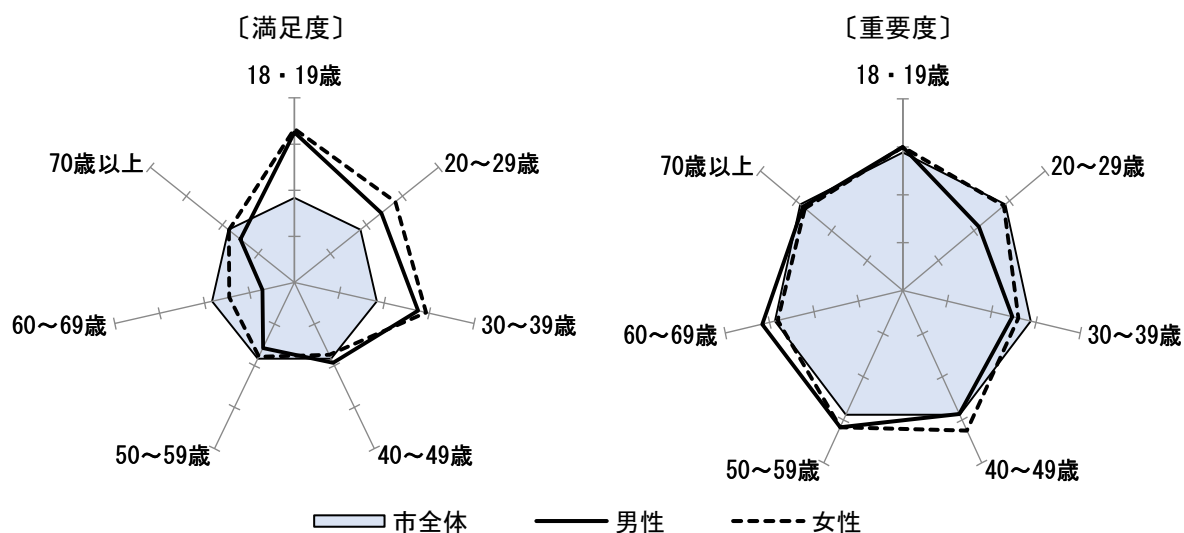 〔満足度〕
18・19歳
20～29歳
30～39歳
40～49歳
50～59歳
60～69歳
70歳以上
〔重要度〕
18・19歳
20～29歳
30～39歳
40～49歳
50～59歳
60～69歳
70歳以上
市全体
男性
女性